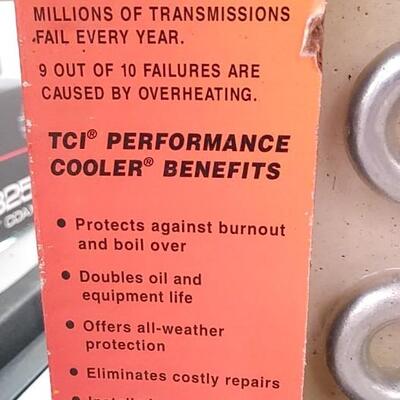 MILLIONS OF TRANSMISSIONS
FAIL EVERY YEAR.
9 OUT OF 10 FAILURES ARE
CAUSED BY OVERHEATING.
TCI® PERFORMANCE
COOLER® BENEFITS
• Protects against burnout
and boil over
• Doubles oil and
equipment life
• Offers all-weather
protection
• Eliminates costly repairs
325